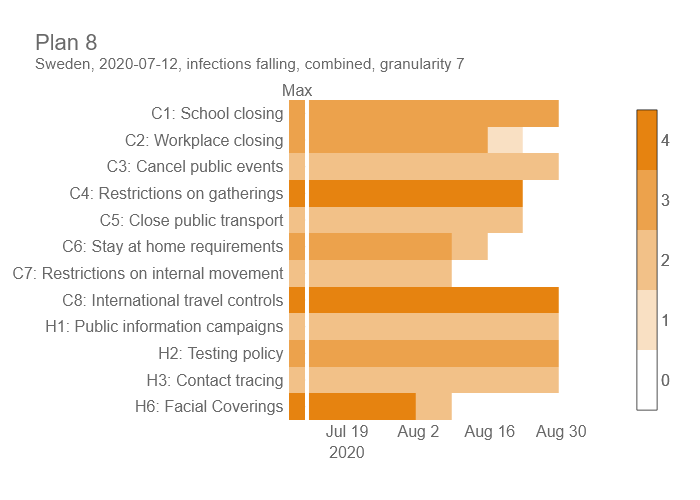 Plan 8
Sweden, 2020-07-12, infections falling, combined, granularity 7
Max
C1: School closing
C2: Workplace closing
C3: Cancel public events
C4: Restrictions on gatherings
C5: Close public transport
C6: Stay at home requirements
C7: Restrictions on internal movement
C8: International travel controls
H1: Public information campaigns
H2: Testing policy
H3: Contact tracing
H6: Facial Coverings
Jul 19 Aug 2 Aug 16 Aug 30
2020
4
3
2
1
0